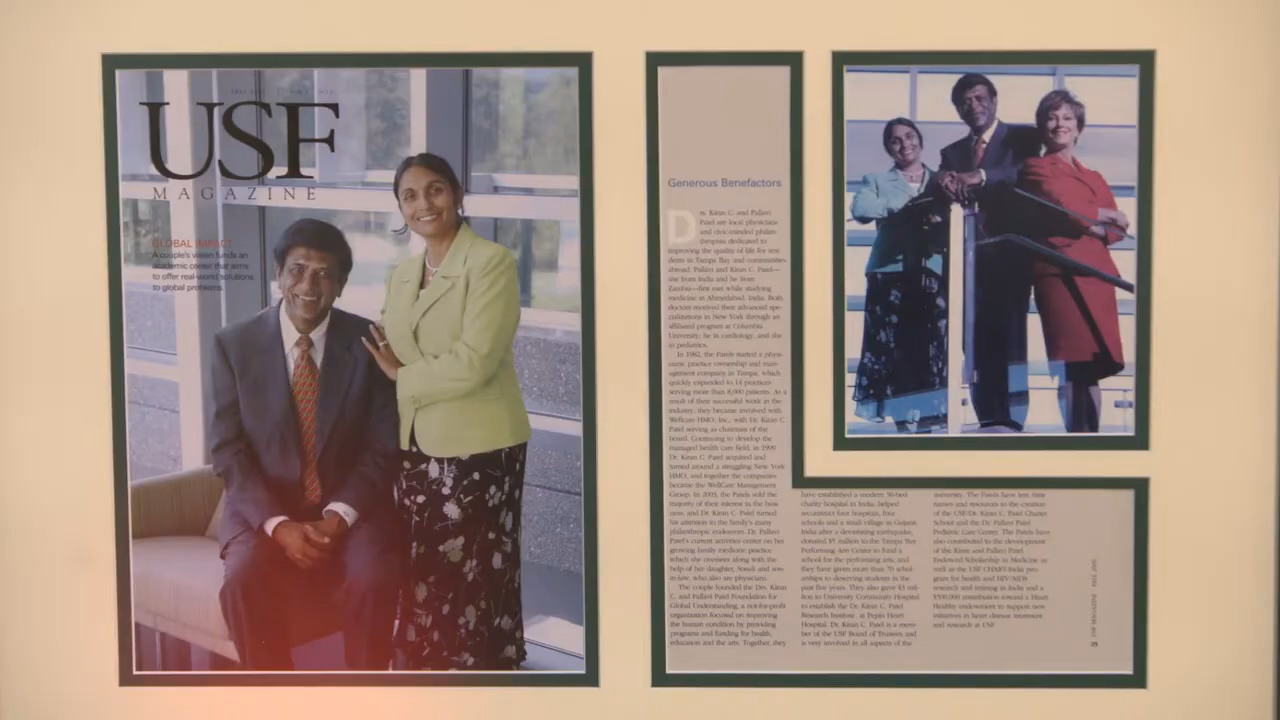 USF
MAGAZINE
GLOBAL IMPACT
A couple's vision funds an
academic center that aims
to offer real-world solutions
to global problems.
Generous Benefactors
Drs. Kiran C. and Pallavi
Patel are local physicians
and civic-minded philan-
thropists dedicated to
improving the quality of life for resi-
dents in Tampa Bay and communities
abroad. Pallavi and Kiran C. Patel—
she from India and he from
Zambia—first met while studying
medicine in Ahmedabad, India. Both
doctors received their advanced spe-
cializations in New York through an
affiliated program at Columbia
University; he in cardiology, and she
in pediatrics.
In 1982, the Patels started a physi-
cians' practice ownership and man-
agement company in Tampa, which
quickly expanded to 14 practices
serving more than 8,000 patients. As a
result of their successful work in the
industry, they became involved with
Wellcare HMO, Inc., with Dr. Kiran C.
Patel serving as chairman of the
board. Continuing to develop the
managed health care field, in 1999
Dr. Kiran C. Patel acquired and
turned around a struggling New York
HMO, and together the companies
became the WellCare Management
Group. In 2003, the Patels sold the
majority of their interest in the busi-
ness, and Dr. Kiran C. Patel turned
his attention to the family's many
philanthropic endeavors. Dr. Pallavi
Patel's current activities center on her
growing family medicine practice
which she oversees along with the
help of her daughter, Sonali and son-
in-law, who also are physicians.
The couple founded the Drs. Kiran
C. and Pallavi Patel Foundation for
Global Understanding, a not-for-profit
organization focused on improving
the human condition by providing
programs and funding for health,
education and the arts. Together, they
have established a modern 50-bed
charity hospital in India, helped
reconstruct four hospitals, four
schools and a small village in Gujarat,
India after a devastating earthquake,
donated $5 million to the Tampa Bay
Performing Arts Center to fund a
school for the performing arts, and
they have given more than 70 schol-
arships to deserving students in the
past five years. They also gave $3 mil-
lion to University Community Hospital
to establish the Dr. Kiran C. Patel
Research Institute at Pepin Heart
Hospital. Dr. Kiran C. Patel is a mem-
ber of the USF Board of Trustees and
is very involved in all aspects of the
university. The Patels have lent their
names and resources to the creation
of the USF/Dr. Kiran C. Patel Charter
School and the Dr. Pallavi Patel
Pediatric Care Center. The Patels have
also contributed to the development
of the Kiran and Pallavi Patel
Endowed Scholarship in Medicine as
well as the USF CHART-India pro-
gram for health and HIV/AIDS
research and training in India and a
$500,000 contribution toward a Heart
Healthy endowment to support new
initiatives in heart disease treatment
and research at USF.
USF MAGAZINE